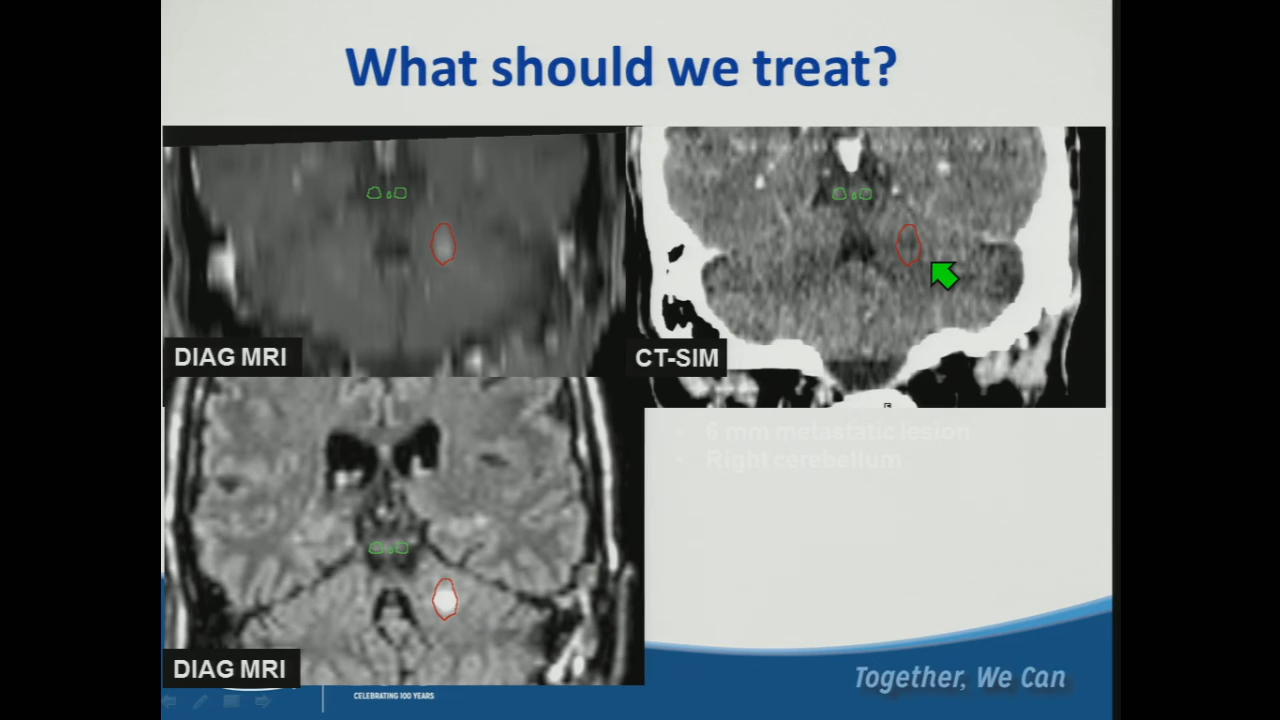 What should we treat?
DIAG MRI
CT-SIM
• 6 mm metastatic lesion
• Right cerebellum
DIAG MRI
Together, We Can
CELEBRATING 100 YEARS